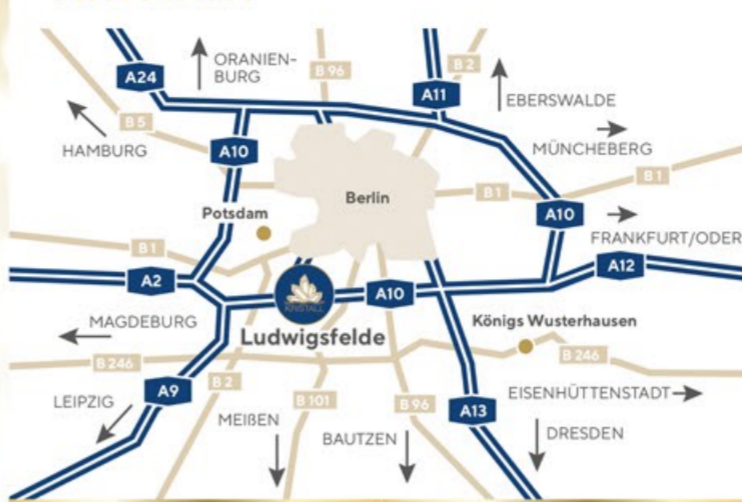 ORANIEN-
BURG
B 96
B 2
A24
A11
EBERSWALDE
B 5
HAMBURG
A10
MÜNCHEBERG
B 1
B 1
Berlin
Potsdam
A10
FRANKFURT/ODER
B 1
A2
A12
A10
KRISTALL
MAGDEBURG
Ludwigsfelde
Königs Wusterhausen
B 246
B 246
B 2
A9
EISENHÜTTENSTADT
LEIPZIG
B 101
B 96
A13
MEIßEN
BAUTZEN
DRESDEN